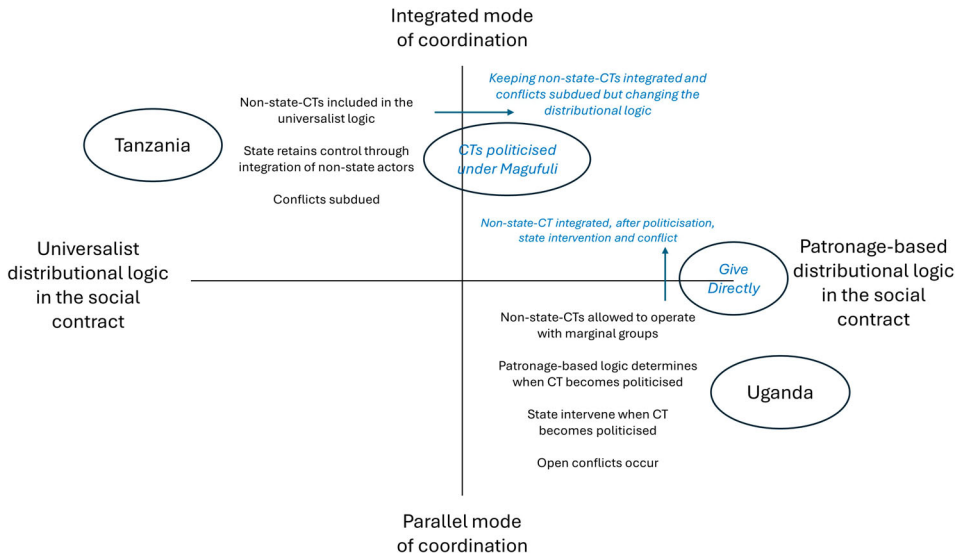 Integrated mode
of coordination
Keeping non-state-CTs integrated and
conflicts subdued but changing the
distributional logic
Non-state-CTs included in the
universalist logic
Tanzania
State retains control through
integration of non-state actors
CTs politicised
under Magufuli
Conflicts subdued
Non-state-CT integrated, after politicisation,
state intervention and conflict
Universalist
distributional logic
in the social
contract
Give
Directly
Patronage-based
distributional logic
in the social
contract
Non-state-CTs allowed to operate
with marginal groups
Patronage-based logic determines
when CT becomes politicised
Uganda
State intervene when CT
becomes politicised
Open conflicts occur
Parallel mode
of coordination